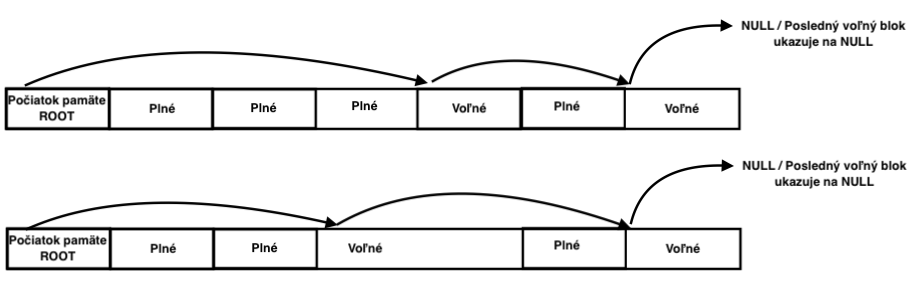 NULL / Posledný voľný blok
ukazuje na NULL
Počiatok pamäte
ROOT
Plné
Plné
Plné
Voľné
Plné
Voľné
NULL / Posledný voľný blok
ukazuje na NULL
Počiatok pamäte
ROOT
Plné
Plné
Voľné
Plné
Voľné